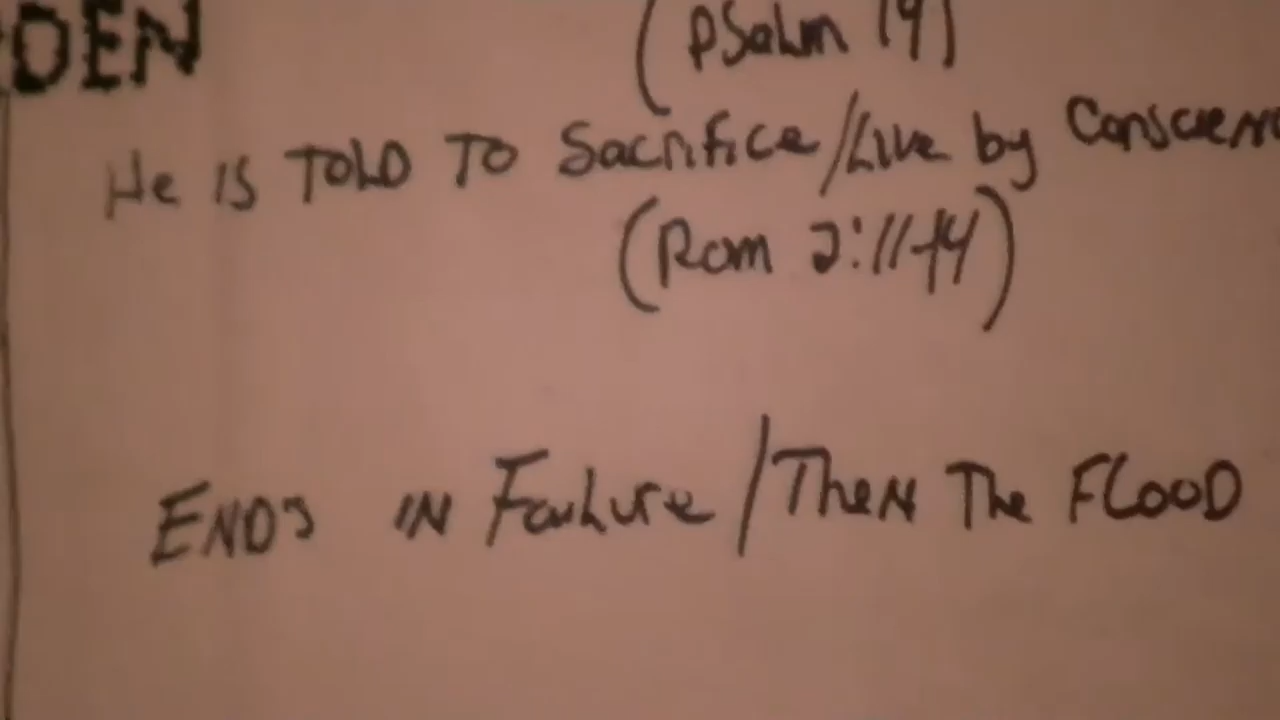 DEN
(Psalm 19)
He is Told To Sacrifice/Live by Conscien
(Rom 2:11-14)
Ends in Failure/Then The Flood